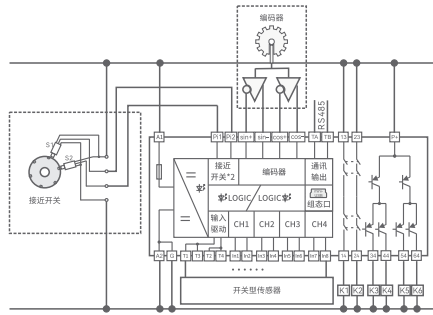 编码器
RS485
S1
S2
接近开关
A1
Pi1
Pi2
sin+
sin-
cos+
cos-
TA
TB
13
23
P+
接近
开关*2
编码器
通讯
输出
LOGIC
LOGIC
组态口
输入
驱动
CH1
CH2
CH3
CH4
A2
G
T1
T3
T2
T4
In1
In2
In3
In4
In5
In6
In7
In8
14
24
34
44
54
64
K1
K2
K3
K4
K5
K6
开关型传感器